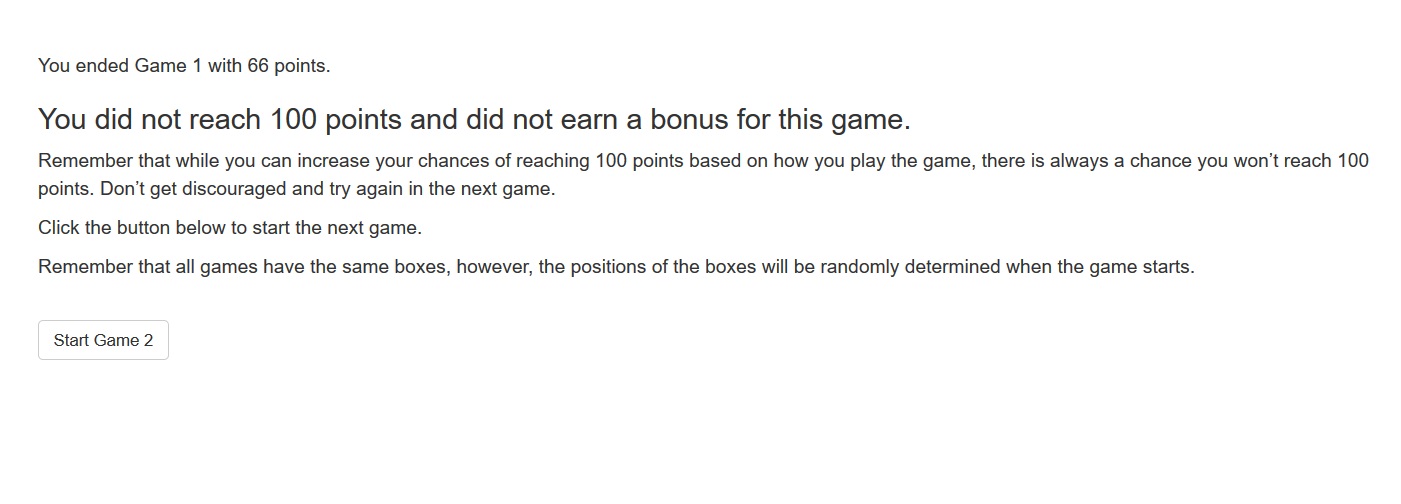 You ended Game 1 with 66 points.
You did not reach 100 points and did not earn a bonus for this game.
Remember that while you can increase your chances of reaching 100 points based on how you play the game, there is always a chance you won’t reach 100
points. Don’t get discouraged and try again in the next game.
Click the button below to start the next game.
Remember that all games have the same boxes, however, the positions of the boxes will be randomly determined when the game starts.
Start Game 2